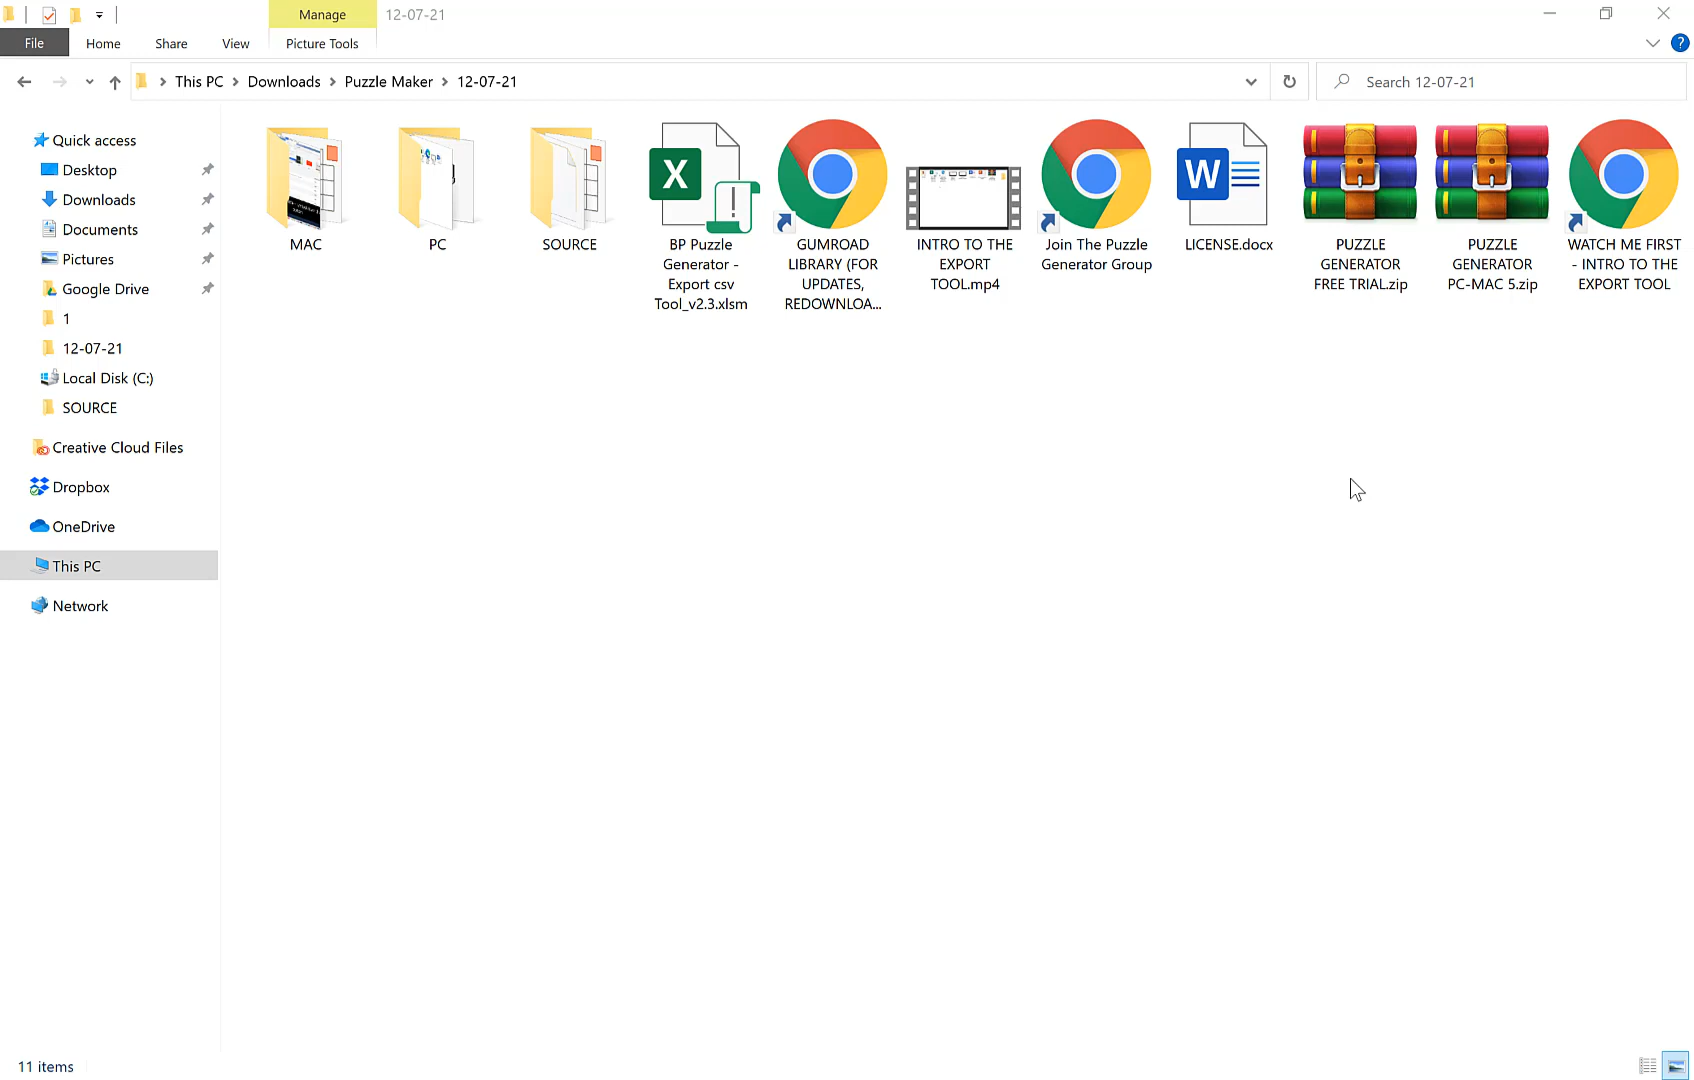 Manage
12-07-21
File
Home
Share
View
Picture Tools
?
This PC
Downloads
Puzzle Maker
12-07-21
Search 12-07-21
Quick access
Desktop
Downloads
Documents
Pictures
Google Drive
1
12-07-21
Local Disk (C:)
SOURCE
Creative Cloud Files
Dropbox
OneDrive
This PC
Network
MAC
PC
SOURCE
X
!
BP Puzzle
Generator -
Export csv
Tool_v2.3.xlsm
GUMROAD
LIBRARY (FOR
UPDATES,
REDOWNLOA...
INTRO TO THE
EXPORT
TOOL.mp4
Join The Puzzle
Generator Group
W
LICENSE.docx
PUZZLE
GENERATOR
FREE TRIAL.zip
PUZZLE
GENERATOR
PC-MAC 5.zip
WATCH ME FIRST
- INTRO TO THE
EXPORT TOOL
11 items